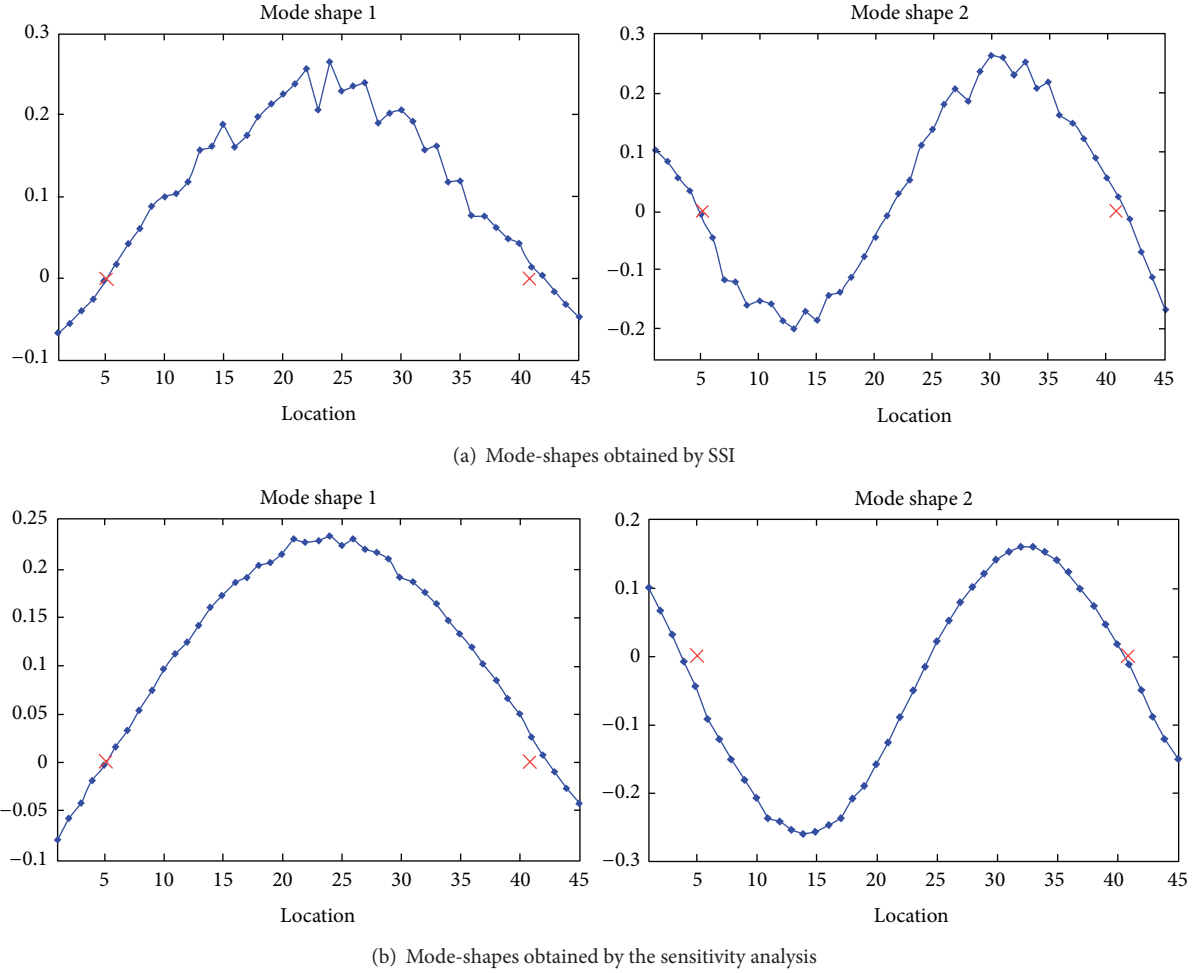 Mode shape 1
0.3
0.2
0.1
0
−0.1
5 10 15 20 25 30 35 40 45
Location
Mode shape 2
0.3
0.2
0.1
0
−0.1
−0.2
5 10 15 20 25 30 35 40 45
Location
(a) Mode-shapes obtained by SSI
Mode shape 1
0.25
0.2
0.15
0.1
0.05
0
−0.05
−0.1
5 10 15 20 25 30 35 40 45
Location
Mode shape 2
0.2
0.1
0
−0.1
−0.2
−0.3
5 10 15 20 25 30 35 40 45
Location
(b) Mode-shapes obtained by the sensitivity analysis